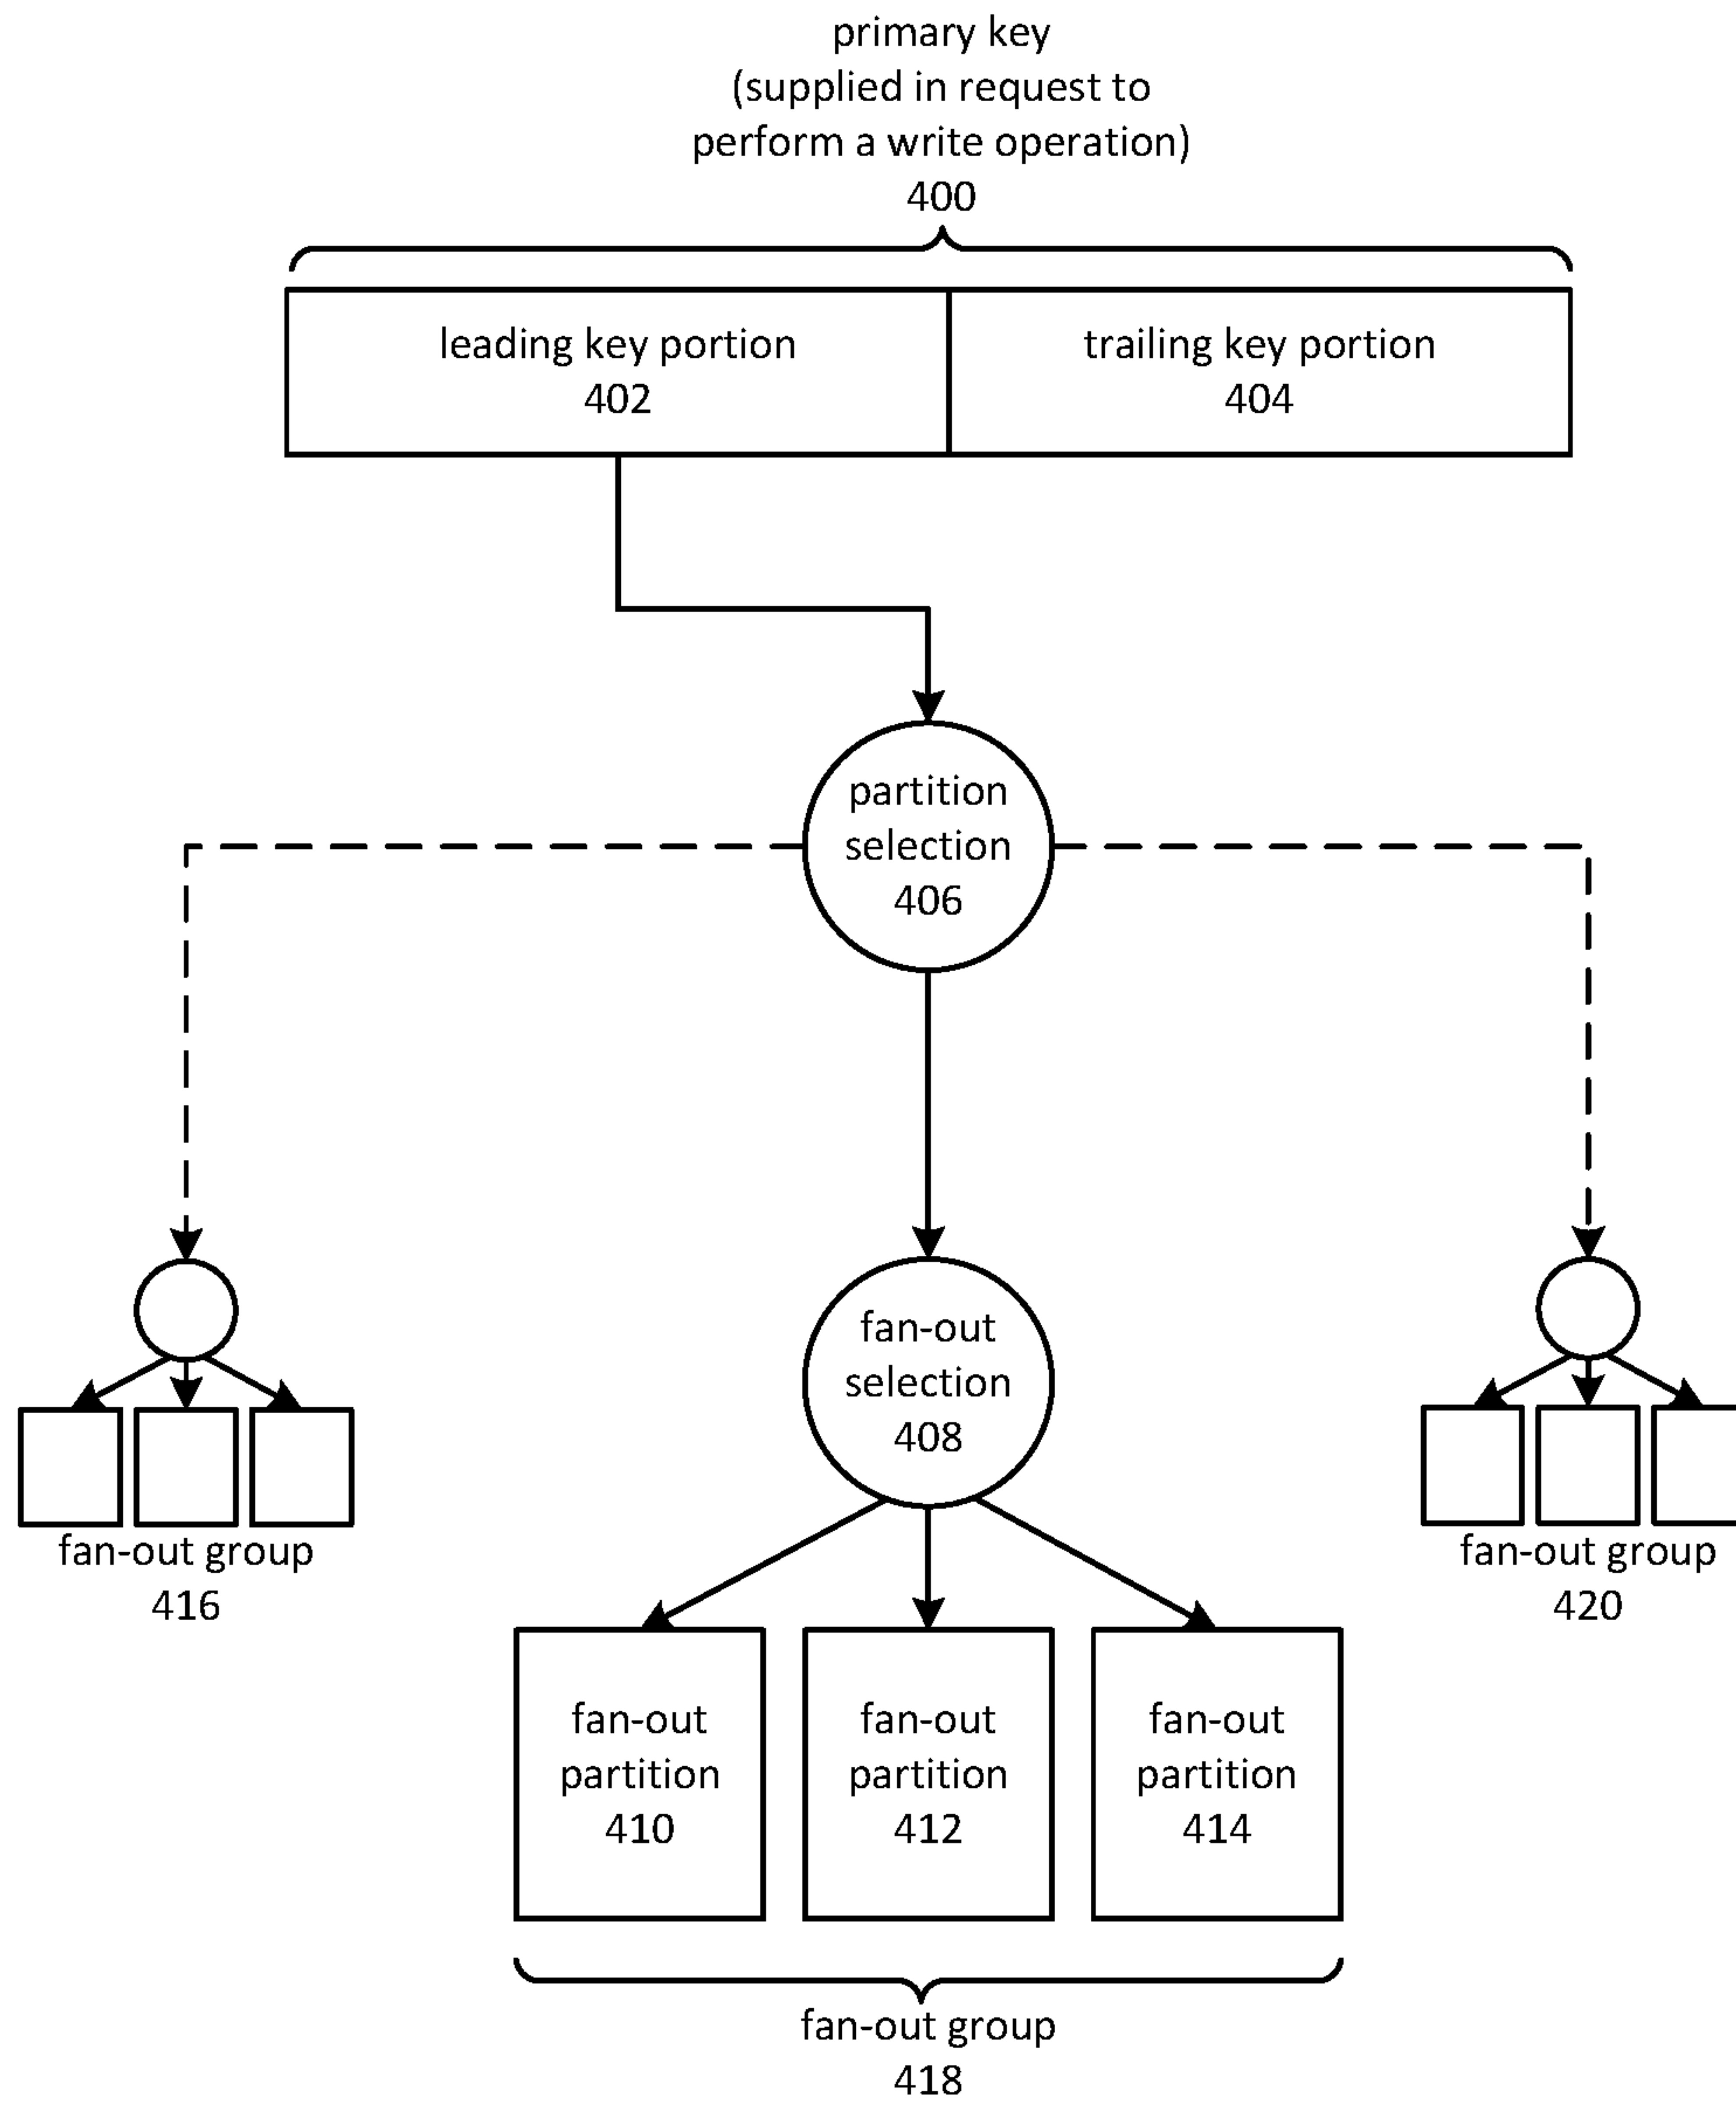 primary key
(supplied in request to
perform a write operation)
400
leading key portion
402
trailing key portion
404
partition
selection
406
fan-out
selection
408
fan-out group
416
fan-out group
420
fan-out
partition
410
fan-out
partition
412
fan-out
partition
414
fan-out group
418